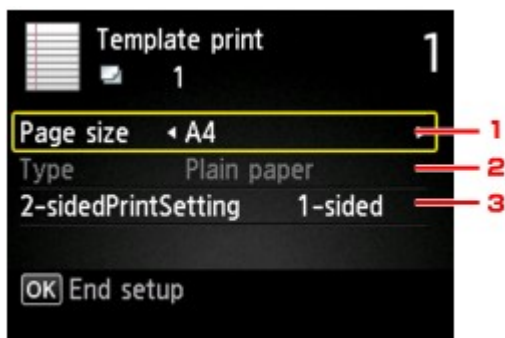 Template print
1
1
Page size A4
1
Type Plain paper
2
2-sidedPrintSetting 1-sided
3
OK End setup